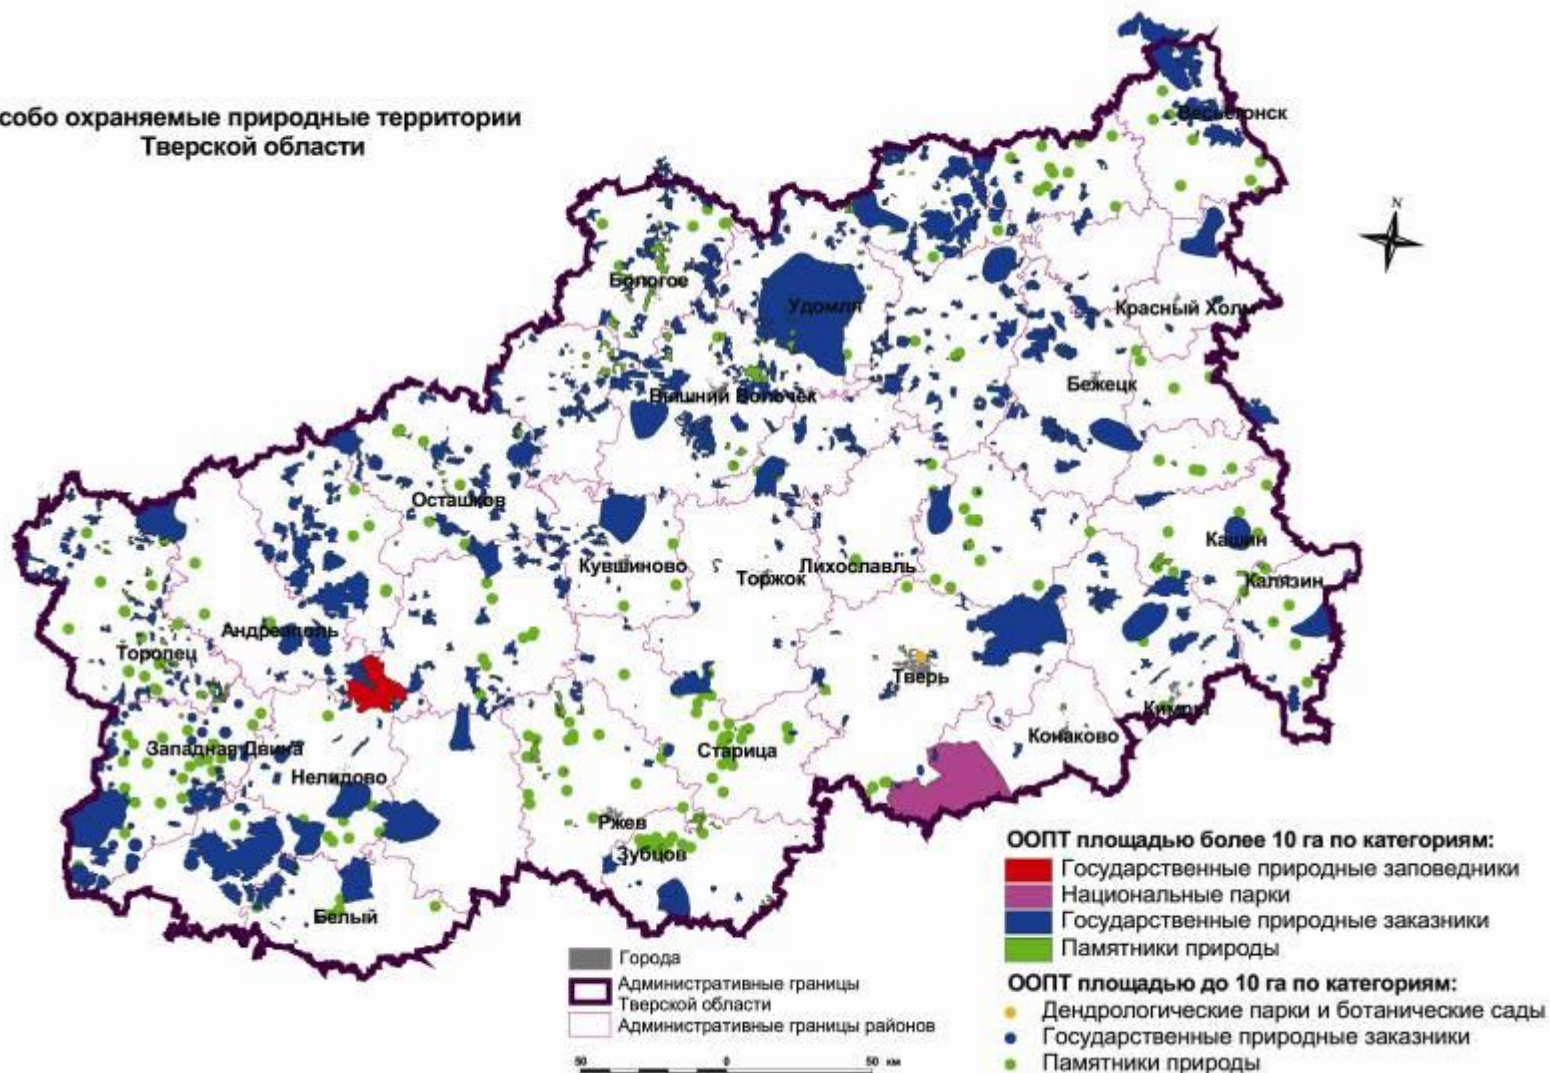 собо охраняемые природные территории
Тверской области
Весьегонск
N
Бологое
Удомля
Красный Холм
Бежецк
Вышний Волочек
Осташков
Кашин
Кувшиново
Торжок
Лихославль
Калязин
Андреаполь
Торопец
Тверь
Кимры
Конаково
Западная Двина
Старица
Нелидово
Ржев
Зубцов
Белый
ООПТ площадью более 10 га по категориям:
Государственные природные заповедники
Национальные парки
Государственные природные заказники
Памятники природы
ООПТ площадью до 10 га по категориям:
Дендрологические парки и ботанические сады
Государственные природные заказники
Памятники природы
Города
Административные границы
Тверской области
Административные границы районов
50 0 50 км